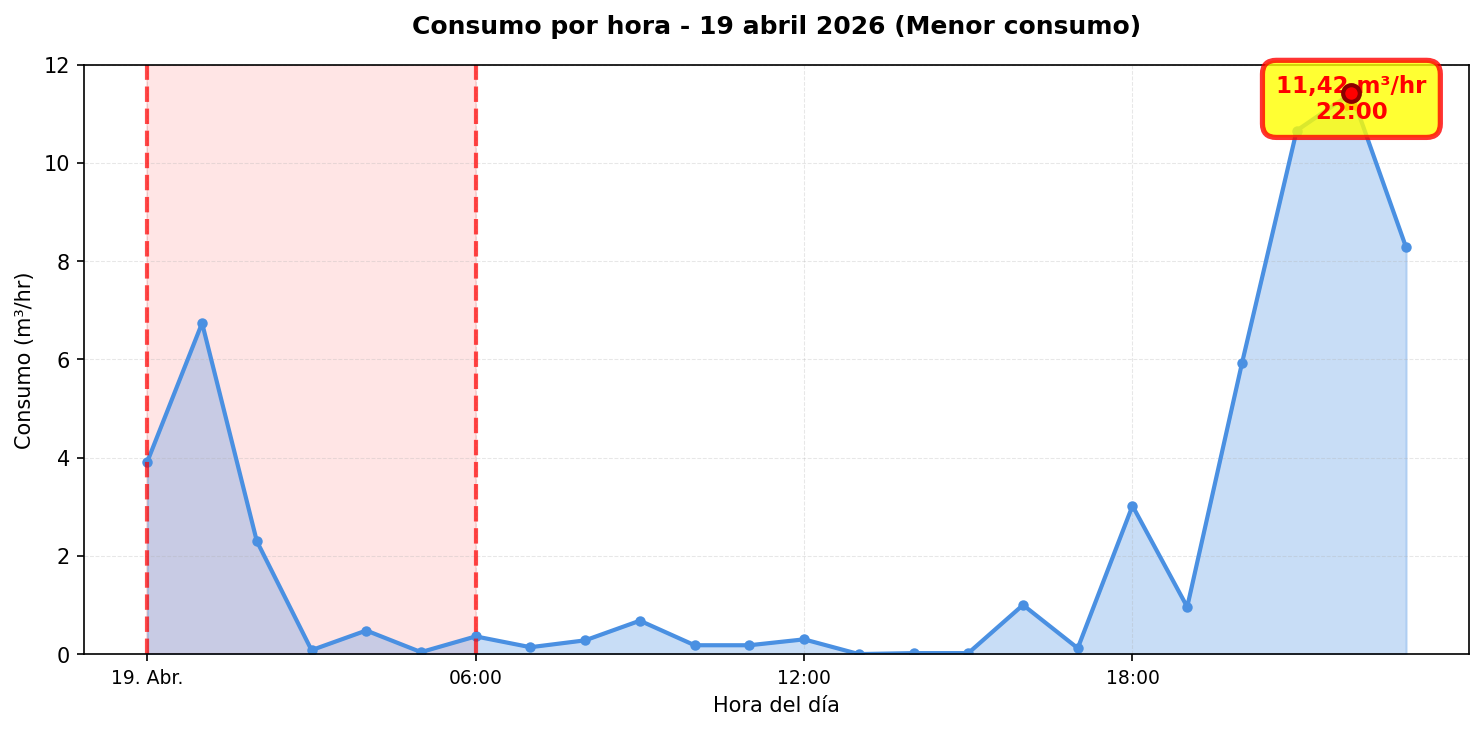 Consumo por hora - 19 abril 2026 (Menor consumo)
11,42 m³/hr
22:00
Consumo (m³/hr)
12
10
8
6
4
2
0
19. Abr.
06:00
12:00
18:00
Hora del día